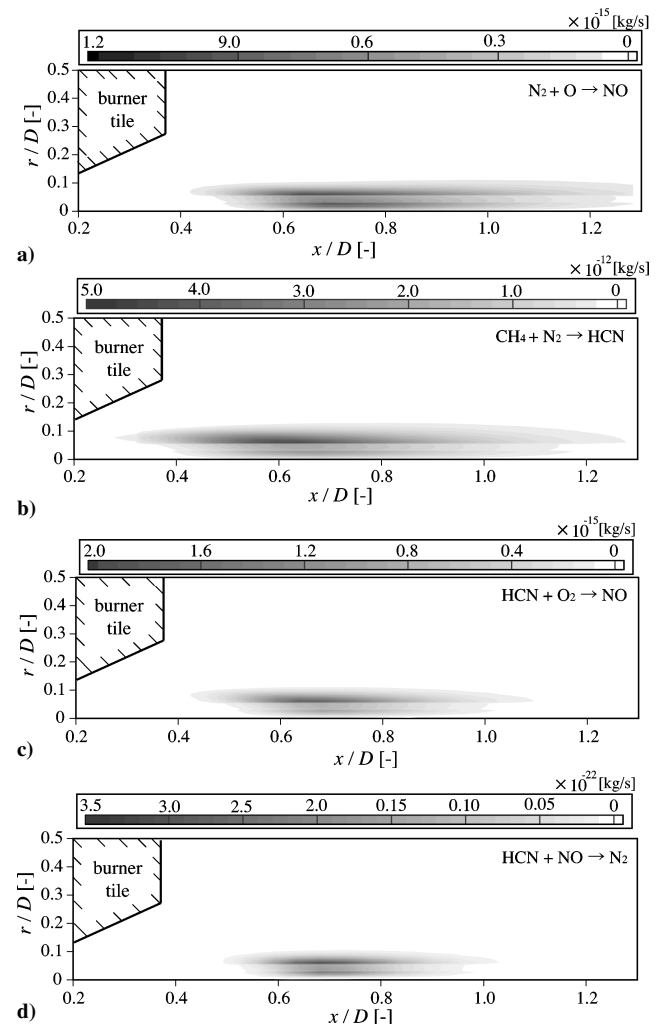 ×10⁻¹⁵ [kg/s]
1.2 9.0 0.6 0.3 0
0.5
0.4
0.3
0.2
0.1
0
r / D [-]
burner
tile
N₂ + O → NO
0.2 0.4 0.6 0.8 1.0 1.2
x / D [-]
a)
×10⁻¹² [kg/s]
5.0 4.0 3.0 2.0 1.0 0
0.5
0.4
0.3
0.2
0.1
0
r / D [-]
burner
tile
CH₄ + N₂ → HCN
0.2 0.4 0.6 0.8 1.0 1.2
x / D [-]
b)
×10⁻¹⁵ [kg/s]
2.0 1.6 1.2 0.8 0.4 0
0.5
0.4
0.3
0.2
0.1
0
r / D [-]
burner
tile
HCN + O₂ → NO
0.2 0.4 0.6 0.8 1.0 1.2
x / D [-]
c)
×10⁻²² [kg/s]
3.5 3.0 2.5 2.0 0.15 0.10 0.05 0
0.5
0.4
0.3
0.2
0.1
0
r / D [-]
burner
tile
HCN + NO → N₂
0.2 0.4 0.6 0.8 1.0 1.2
x / D [-]
d)